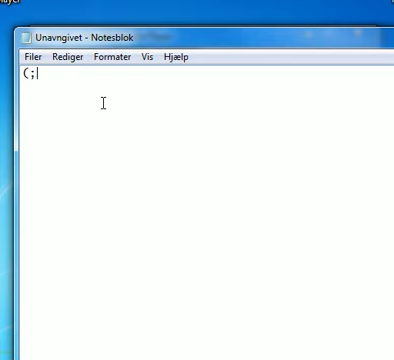 Unavngivet - Notesblok
Filer Rediger Formater Vis Hjælp
(;